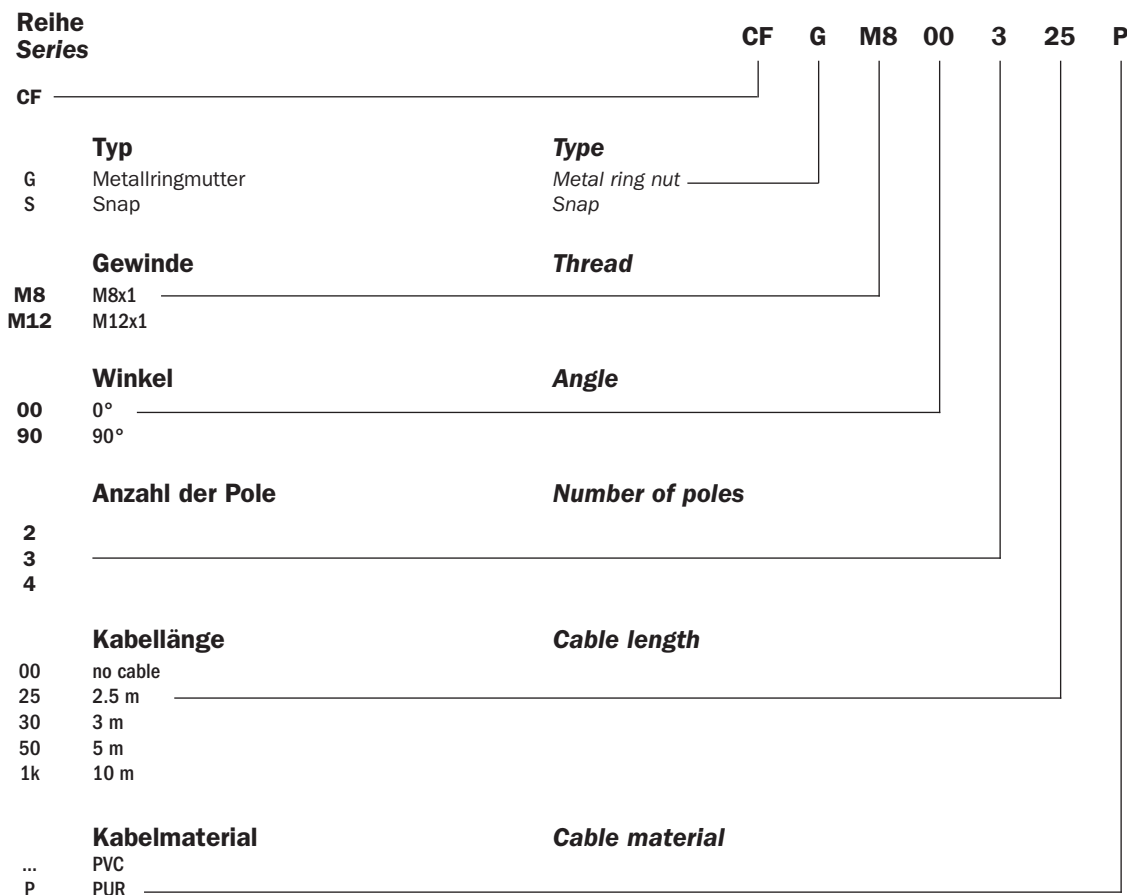 Reihe
Series
CF G M8 00 3 25 P
CF
Typ Type
G Metallringmutter Metal ring nut
S Snap Snap
Gewinde Thread
M8 M8x1
M12 M12x1
Winkel Angle
00 0°
90 90°
Anzahl der Pole Number of poles
2
3
4
Kabellänge Cable length
00 no cable
25 2.5 m
30 3 m
50 5 m
1k 10 m
Kabelmaterial Cable material
... PVC
P PUR